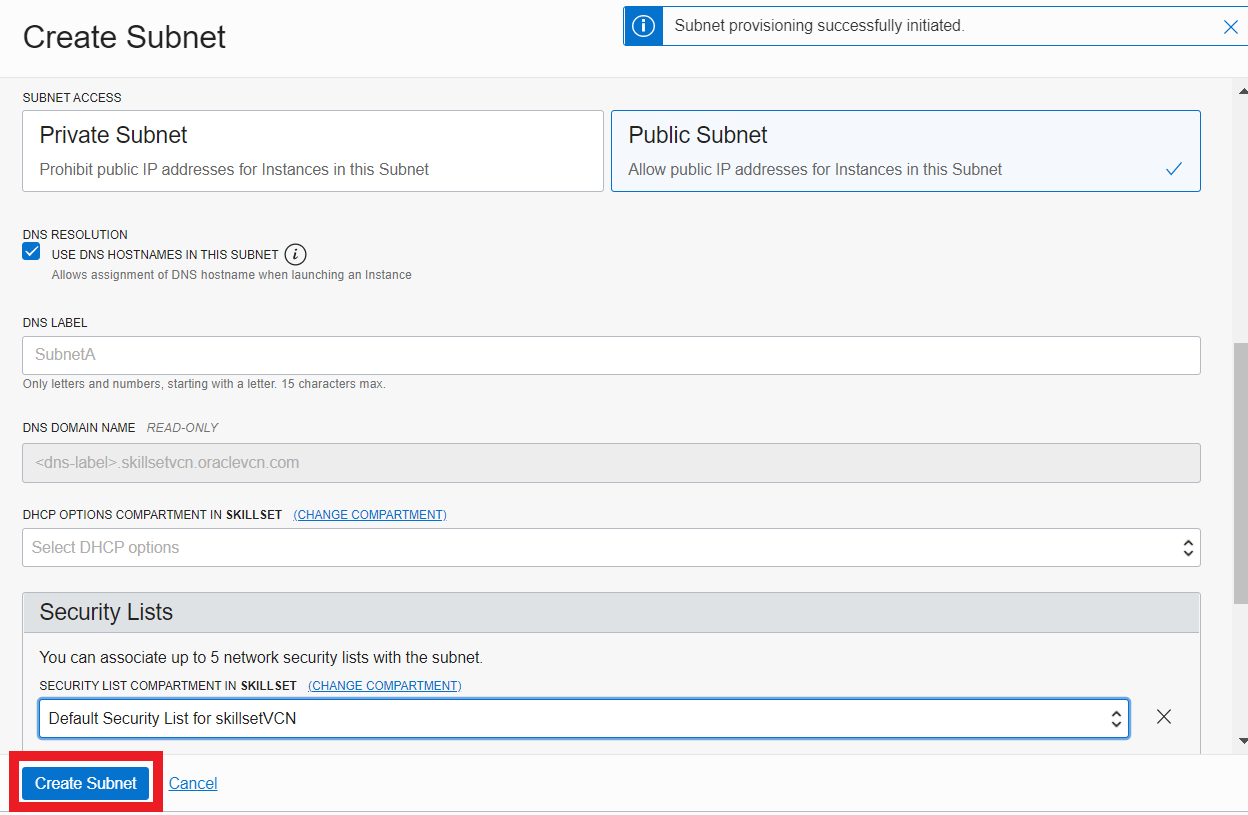 Create Subnet
Subnet provisioning successfully initiated.
SUBNET ACCESS
Private Subnet
Prohibit public IP addresses for Instances in this Subnet
Public Subnet
Allow public IP addresses for Instances in this Subnet
DNS RESOLUTION
USE DNS HOSTNAMES IN THIS SUBNET
Allows assignment of DNS hostname when launching an Instance
DNS LABEL
SubnetA
Only letters and numbers, starting with a letter. 15 characters max.
DNS DOMAIN NAME READ-ONLY
<dns-label>.skillsetvcn.oraclevcn.com
DHCP OPTIONS COMPARTMENT IN SKILLSET (CHANGE COMPARTMENT)
Select DHCP options
Security Lists
You can associate up to 5 network security lists with the subnet.
SECURITY LIST COMPARTMENT IN SKILLSET (CHANGE COMPARTMENT)
Default Security List for skillsetVCN
Create Subnet Cancel